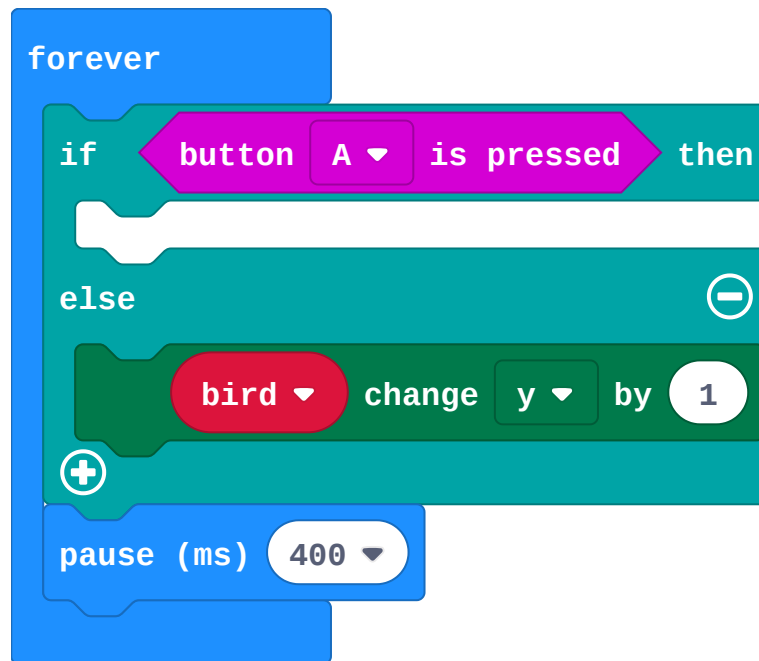 forever
if button A is pressed then
else
bird change y by 1
pause (ms) 400